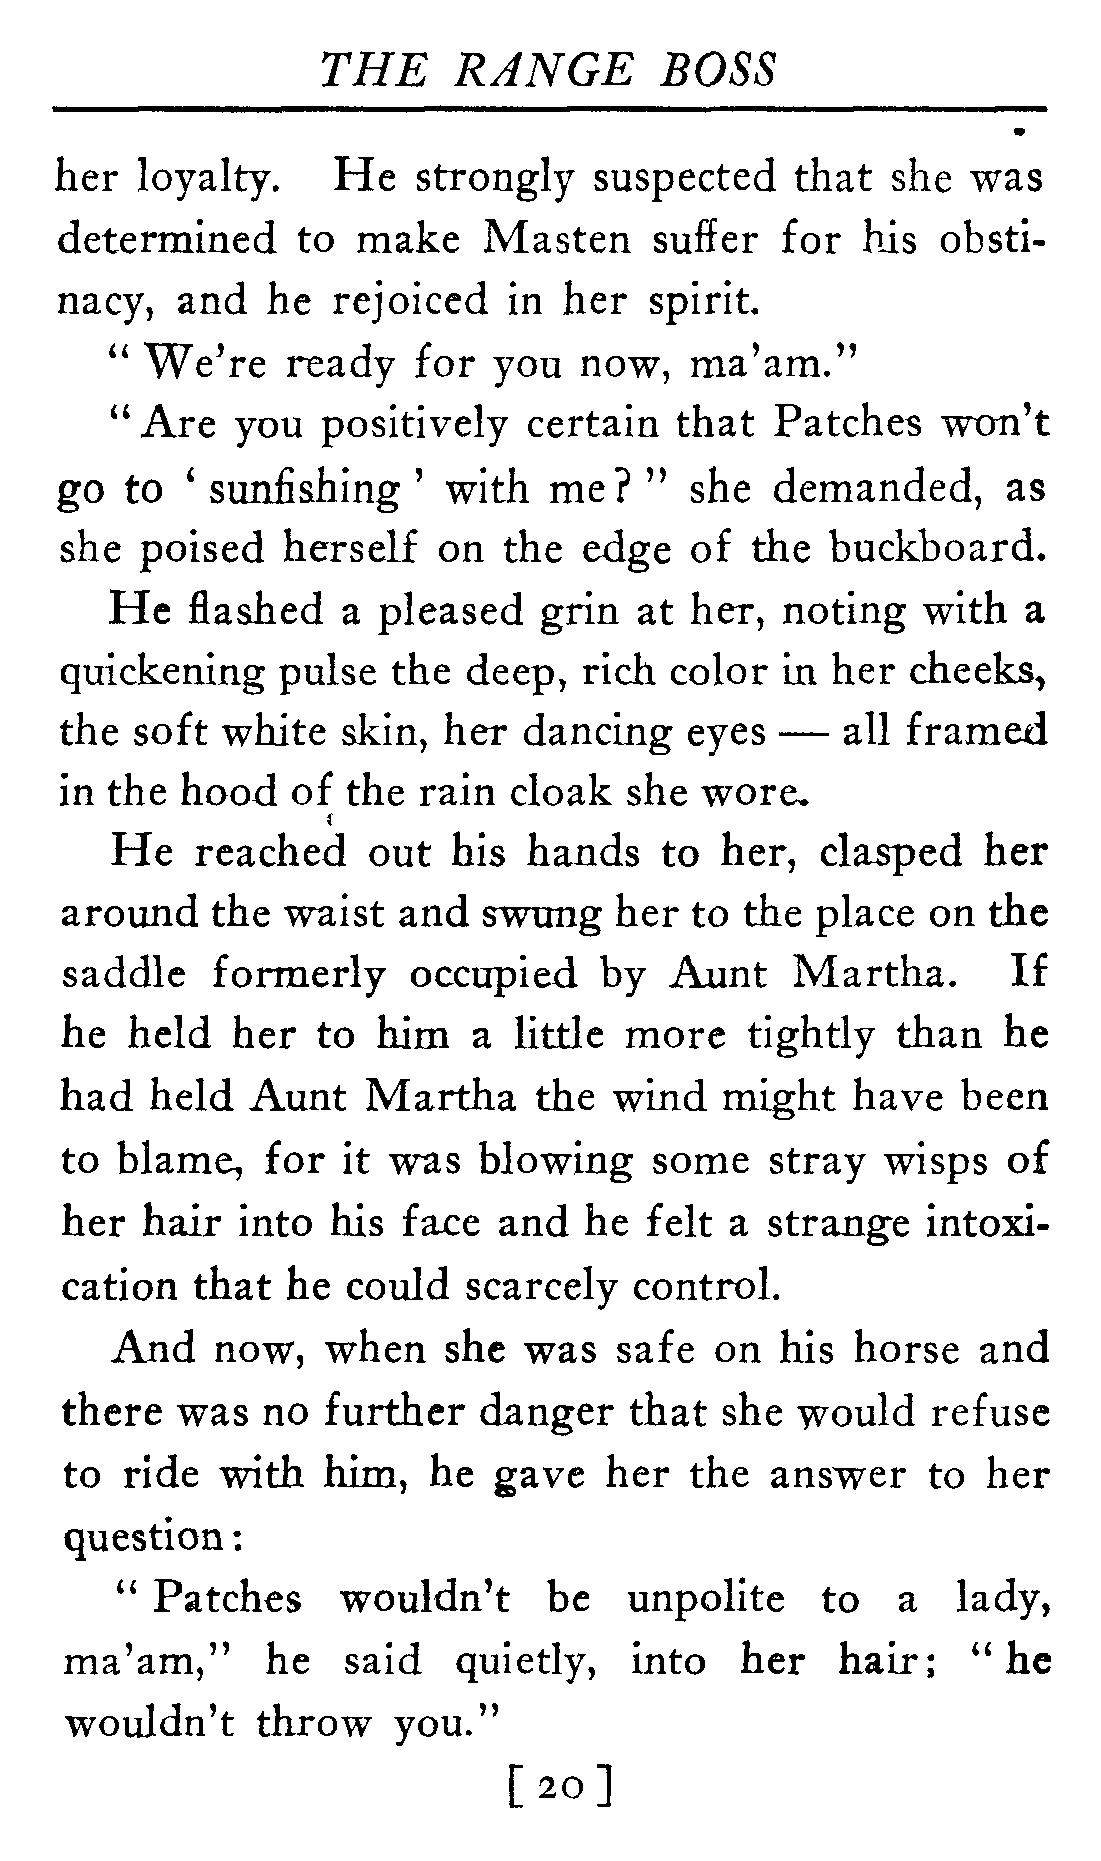 THE RANGE BOSS
her loyalty. He strongly suspected that she was
determined to make Masten suffer for his obsti-
nacy, and he rejoiced in her spirit.
“ We’re ready for you now, ma’am.”
“ Are you positively certain that Patches won’t
go to ‘ sunfishing ’ with me? ” she demanded, as
she poised herself on the edge of the buckboard.
He flashed a pleased grin at her, noting with a
quickening pulse the deep, rich color in her cheeks,
the soft white skin, her dancing eyes — all framed
in the hood of the rain cloak she wore.
He reached out his hands to her, clasped her
around the waist and swung her to the place on the
saddle formerly occupied by Aunt Martha. If
he held her to him a little more tightly than he
had held Aunt Martha the wind might have been
to blame, for it was blowing some stray wisps of
her hair into his face and he felt a strange intoxi-
cation that he could scarcely control.
And now, when she was safe on his horse and
there was no further danger that she would refuse
to ride with him, he gave her the answer to her
question:
“ Patches wouldn’t be unpolite to a lady,
ma’am,” he said quietly, into her hair; “ he
wouldn’t throw you.”
[ 20 ]